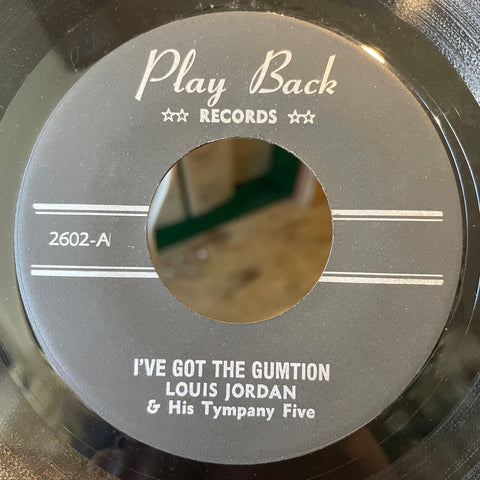 Play Back
☆☆ RECORDS ☆☆
2602-A
I'VE GOT THE GUMTION
LOUIS JORDAN
& His Tympany Five